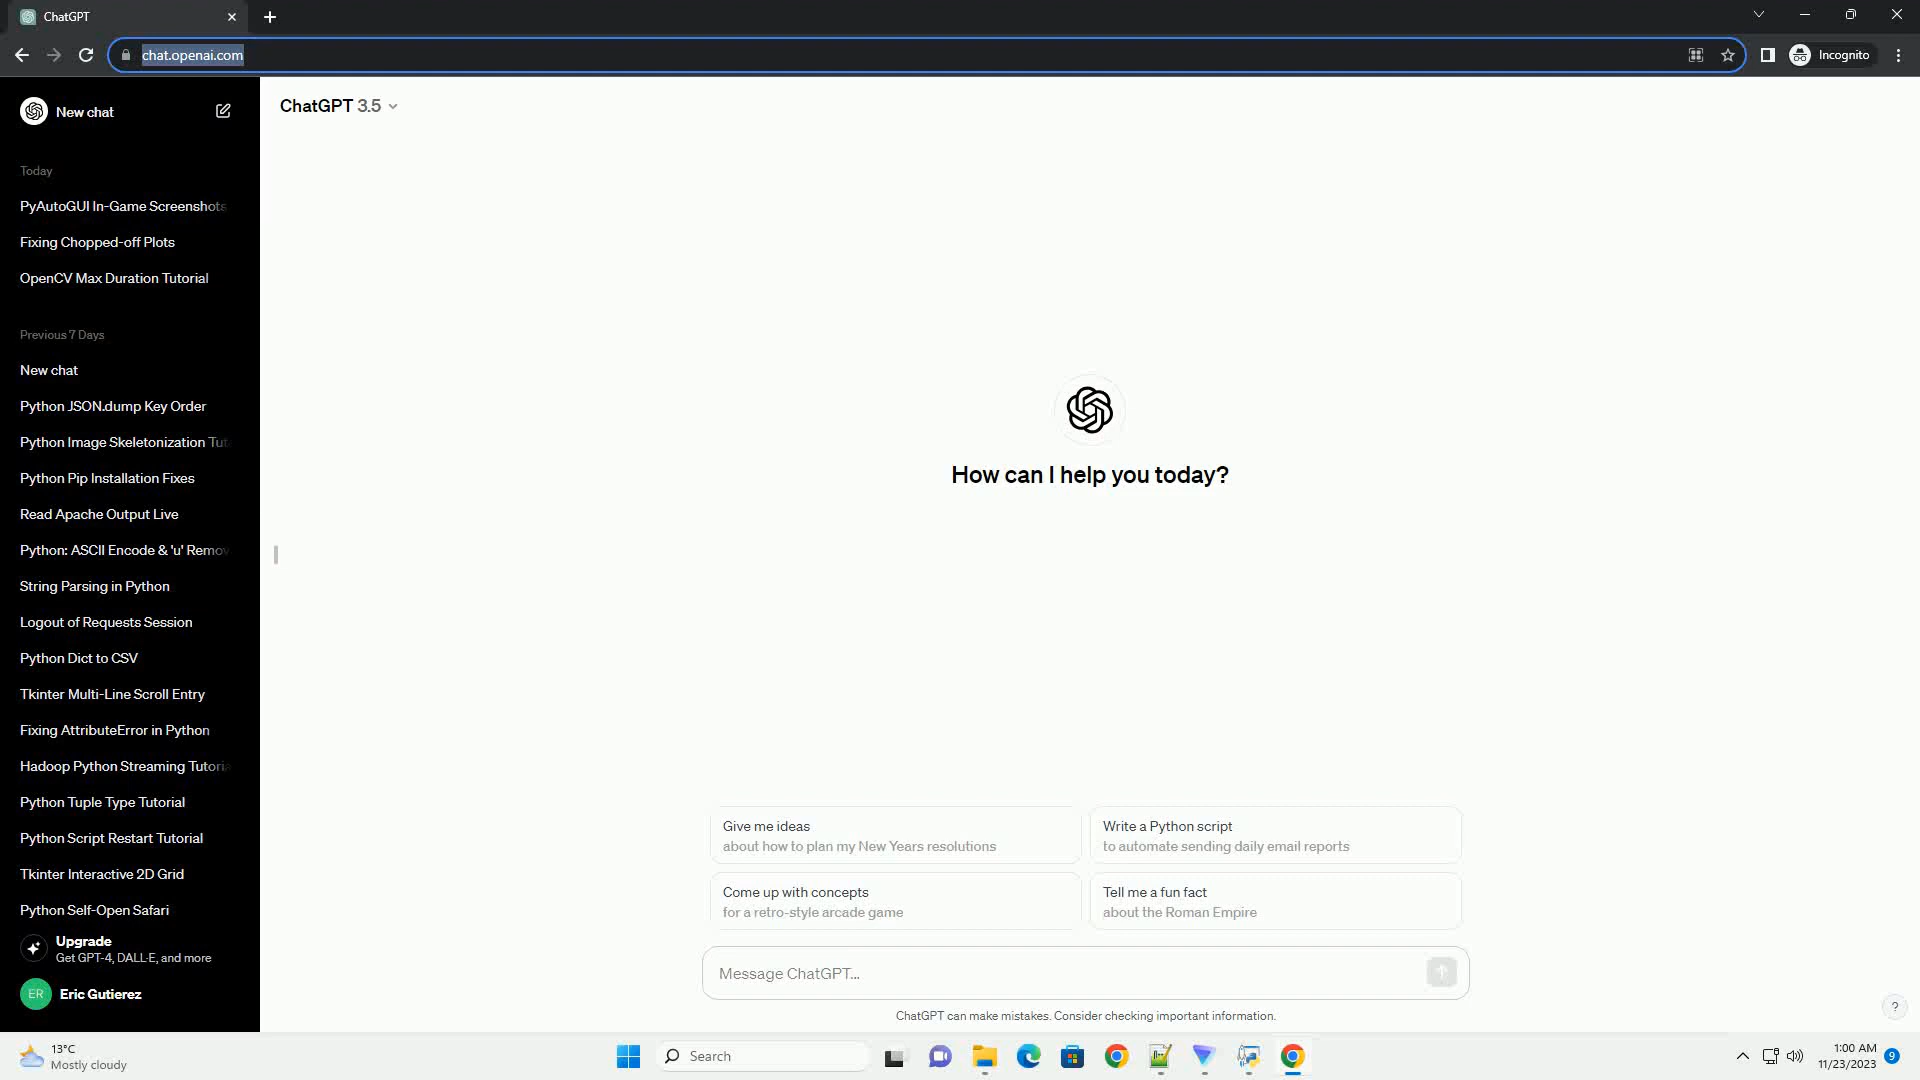 ChatGPT
chat.openai.com
Incognito
New chat
ChatGPT 3.5
Today
PyAutoGUI In-Game Screenshots
Fixing Chopped-off Plots
OpenCV Max Duration Tutorial
Previous 7 Days
New chat
Python JSON.dump Key Order
Python Image Skeletonization Tut
Python Pip Installation Fixes
Read Apache Output Live
Python: ASCII Encode & 'u' Remov
String Parsing in Python
Logout of Requests Session
Python Dict to CSV
Tkinter Multi-Line Scroll Entry
Fixing AttributeError in Python
Hadoop Python Streaming Tutoria
Python Tuple Type Tutorial
Python Script Restart Tutorial
Tkinter Interactive 2D Grid
Python Self-Open Safari
Upgrade
Get GPT-4, DALL·E, and more
ER
Eric Gutierez
How can I help you today?
Give me ideas
about how to plan my New Years resolutions
Write a Python script
to automate sending daily email reports
Come up with concepts
for a retro-style arcade game
Tell me a fun fact
about the Roman Empire
Message ChatGPT...
ChatGPT can make mistakes. Consider checking important information.
?
13°C
Mostly cloudy
Search
1:00 AM
11/23/2023
9